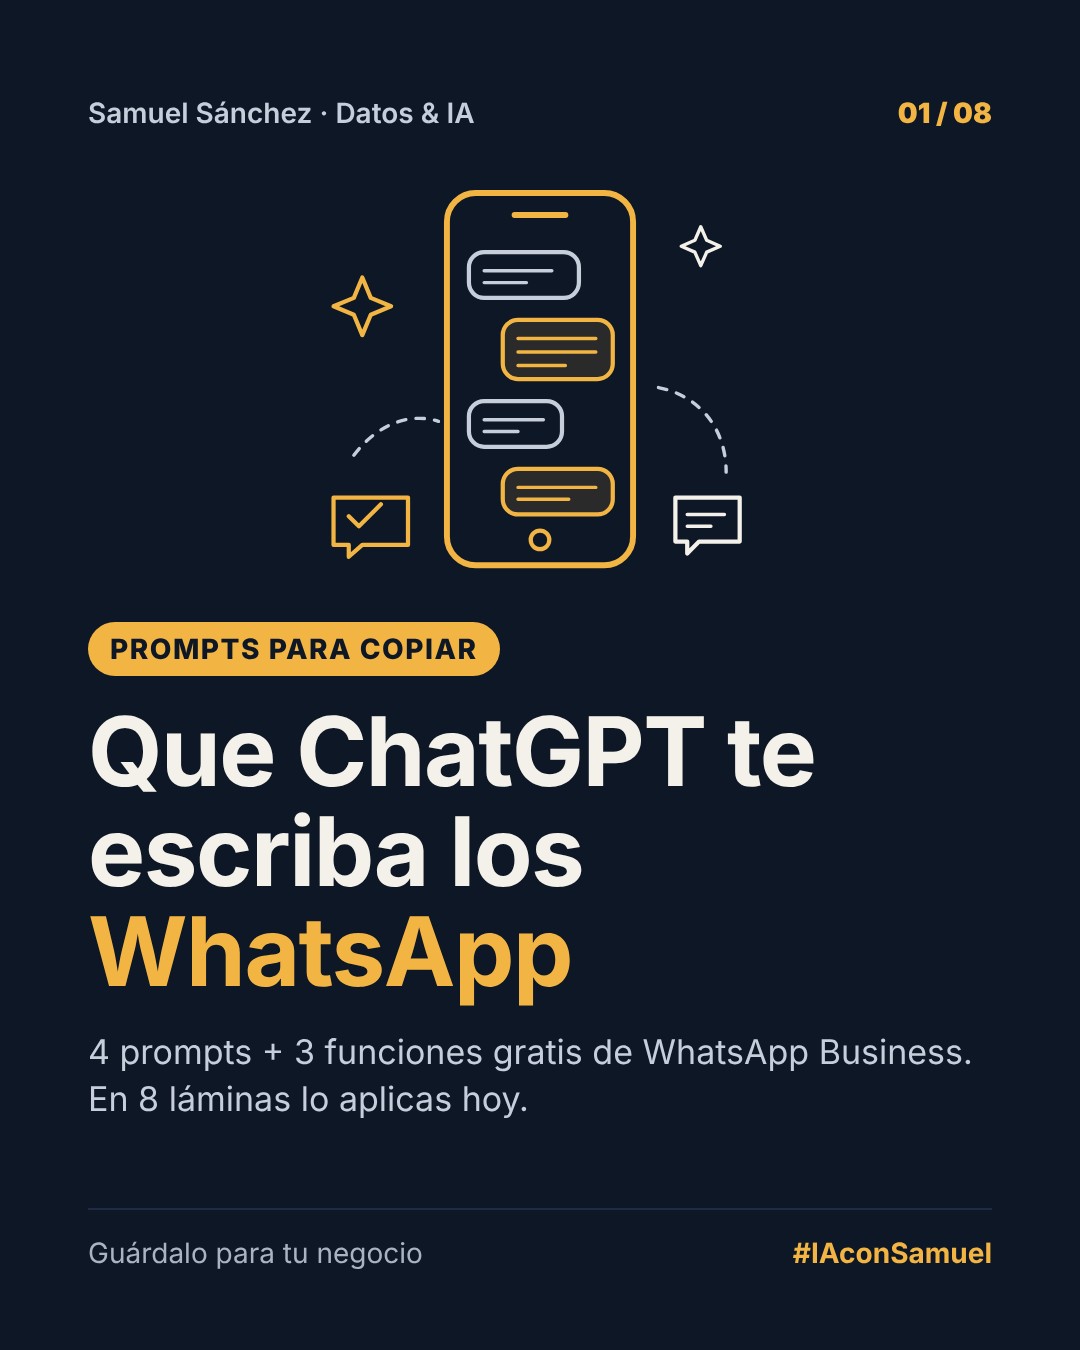 Samuel Sánchez · Datos & IA
01 / 08
PROMPTS PARA COPIAR
Que ChatGPT te
escriba los
WhatsApp
4 prompts + 3 funciones gratis de WhatsApp Business.
En 8 láminas lo aplicas hoy.
Guárdalo para tu negocio
#IAconSamuel